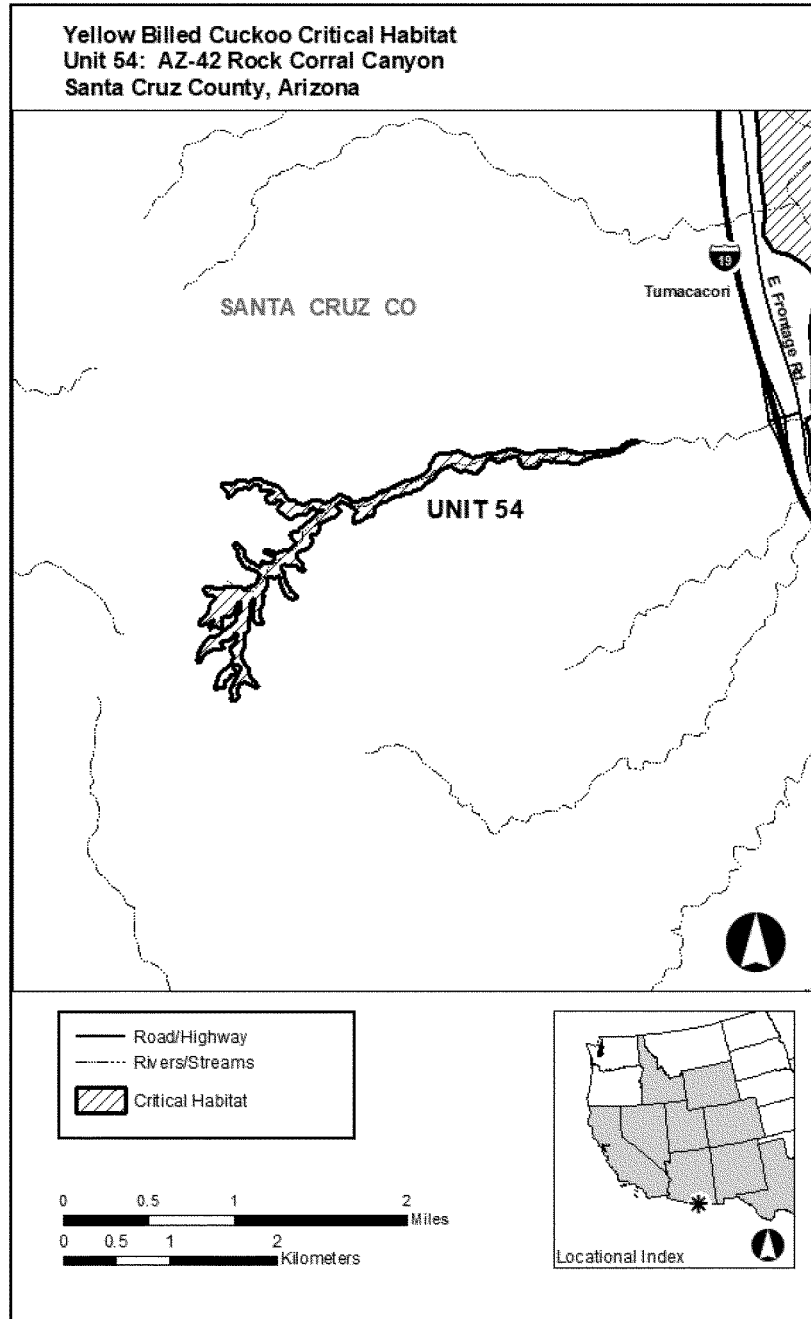 Yellow Billed Cuckoo Critical Habitat
Unit 54: AZ-42 Rock Corral Canyon
Santa Cruz County, Arizona
SANTA CRUZ CO
19
Tumacacori
E Frontage Rd.
UNIT 54
Road/Highway
Rivers/Streams
Critical Habitat
0 0.5 1 2
Miles
0 0.5 1 2
Kilometers
Locational Index